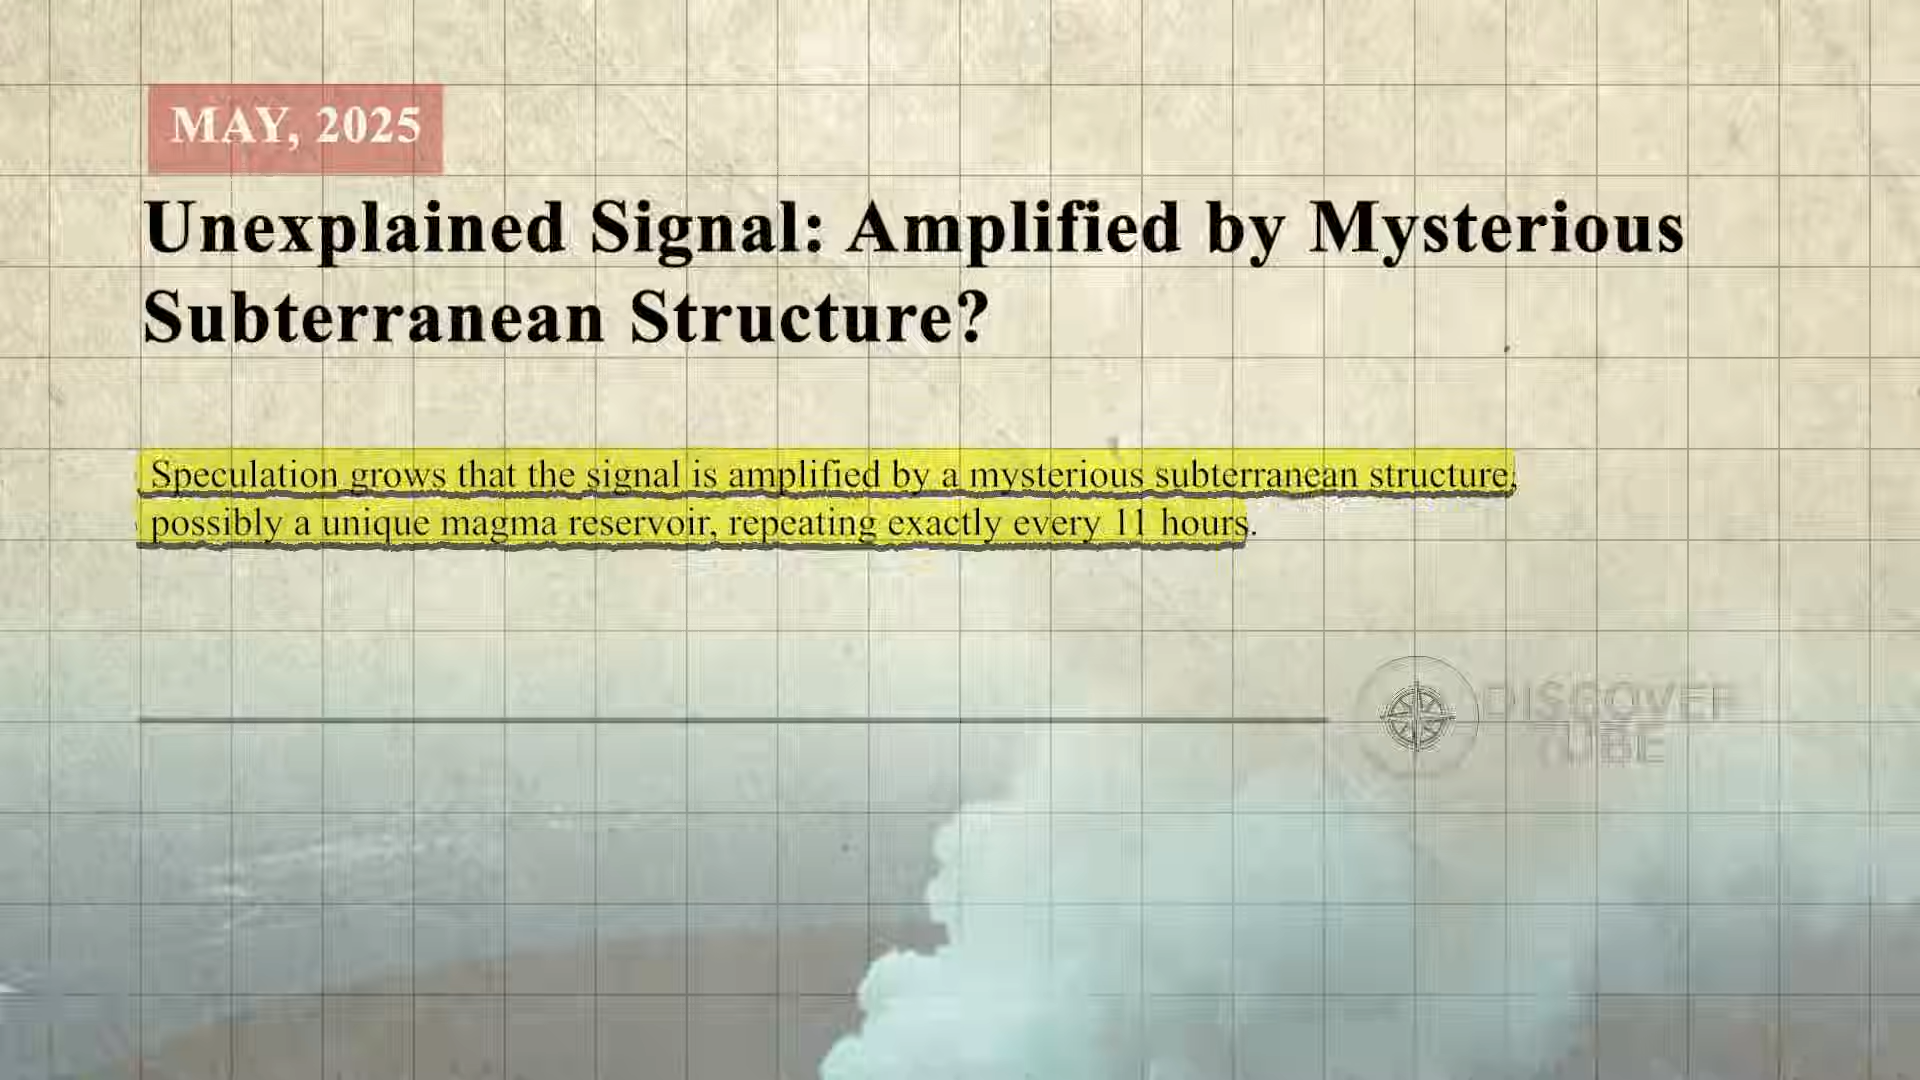 MAY, 2025
Unexplained Signal: Amplified by Mysterious
Subterranean Structure?
Speculation grows that the signal is amplified by a mysterious subterranean structure,
possibly a unique magma reservoir, repeating exactly every 11 hours.
DISCOVER
TUBE